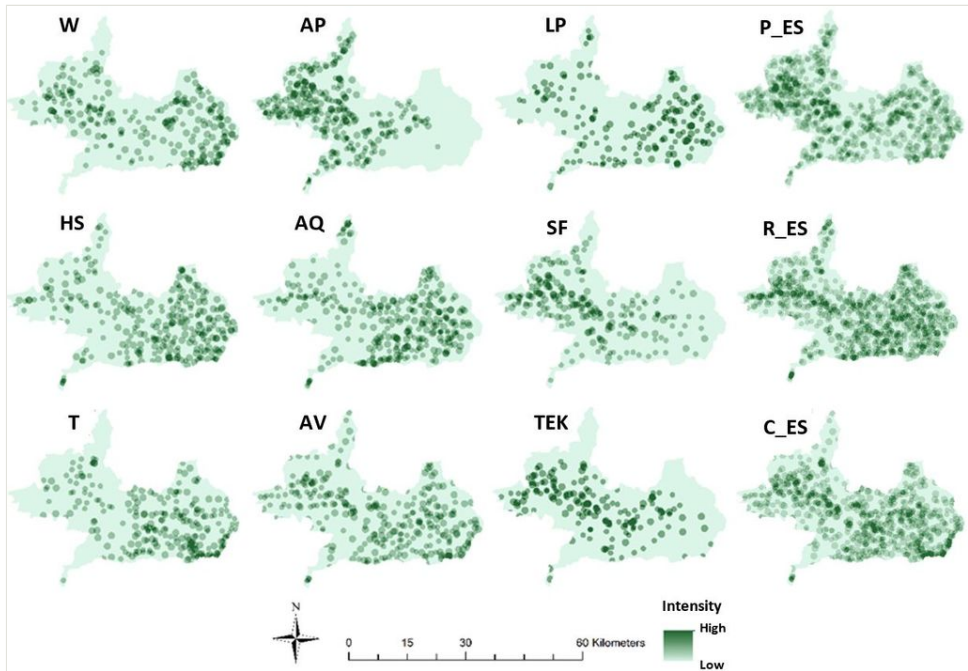 W AP LP P_ES
HS AQ SF R_ES
T AV TEK C_ES
Intensity
N
High
Low
0 15 30 60 Kilometers